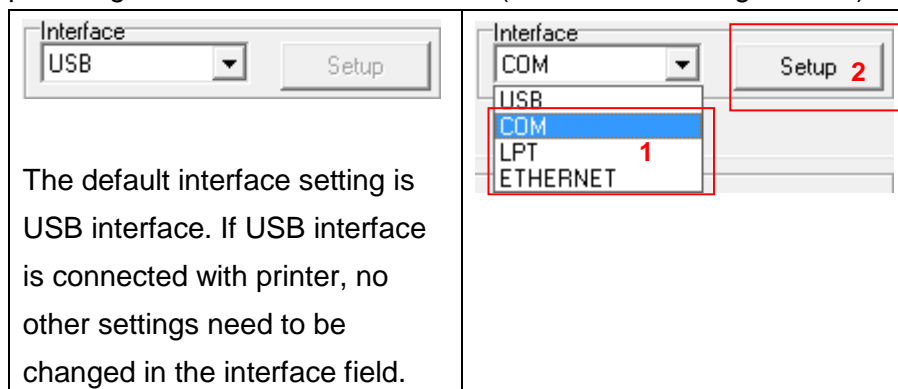 Interface
USB
Setup
The default interface setting is
USB interface. If USB interface
is connected with printer, no
other settings need to be
changed in the interface field.
Interface
COM
Setup 2
USB
COM
LPT 1
ETHERNET